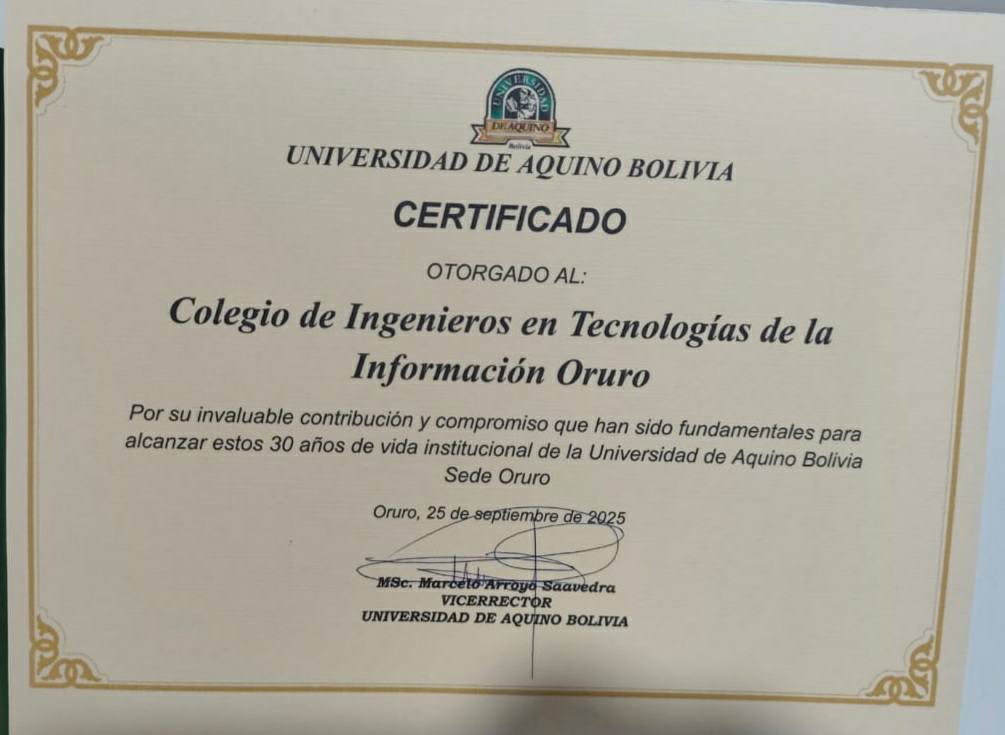 UNIVERSIDAD
DE AQUINO
Bolivia
UNIVERSIDAD DE AQUINO BOLIVIA
CERTIFICADO
OTORGADO AL:
Colegio de Ingenieros en Tecnologías de la
Información Oruro
Por su invaluable contribución y compromiso que han sido fundamentales para
alcanzar estos 30 años de vida institucional de la Universidad de Aquino Bolivia
Sede Oruro
Oruro, 25 de septiembre de 2025
MSc. Marcelo Arroyo Saavedra
VICERRECTOR
UNIVERSIDAD DE AQUINO BOLIVIA